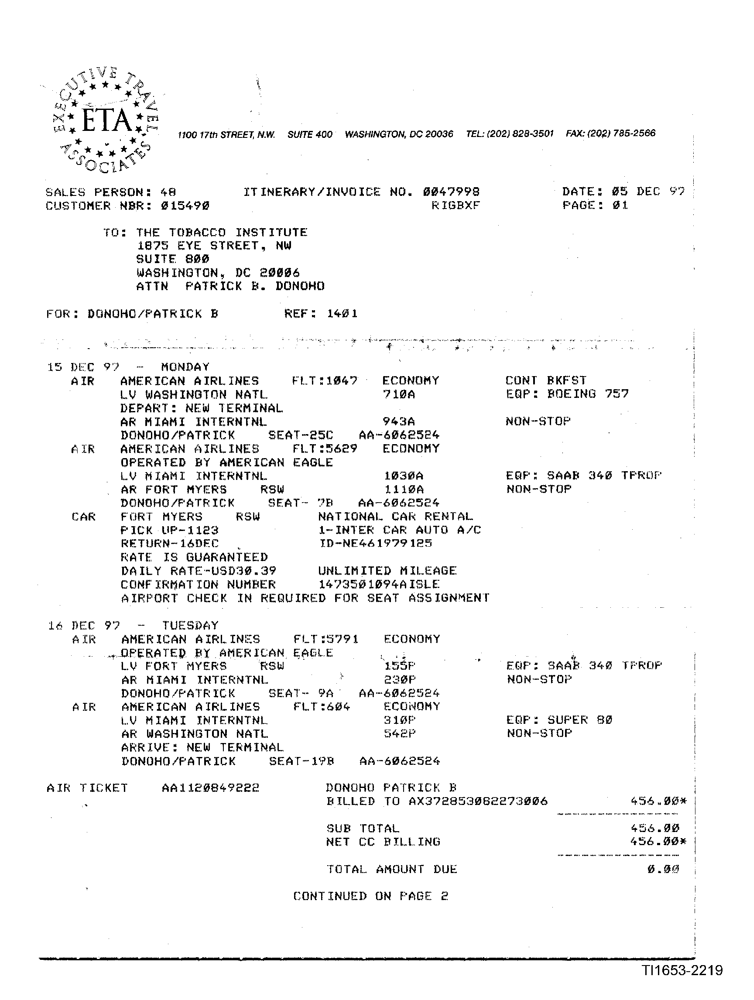 EXECUTIVE TRAVEL
ETA
ASSOCIATES
1100 17th STREET, N.W. SUITE 400 WASHINGTON, DC 20036 TEL: (202) 828-3501 FAX: (202) 785-2566
SALES PERSON: 48 ITINERARY/INVOICE NO. 0047998 DATE: 05 DEC 97
CUSTOMER NBR: 015490 RIGBXF PAGE: 01
TO: THE TOBACCO INSTITUTE
1875 EYE STREET, NW
SUITE 800
WASHINGTON, DC 20006
ATTN PATRICK B. DONOHO
FOR: DONOHO/PATRICK B REF: 1401
15 DEC 97 - MONDAY
AIR AMERICAN AIRLINES FLT:1047 ECONOMY CONT BKFST
LV WASHINGTON NATL 710A EQP: BOEING 757
DEPART: NEW TERMINAL
AR MIAMI INTERNTNL 943A NON-STOP
DONOHO/PATRICK SEAT-25C AA-6062524
AIR AMERICAN AIRLINES FLT:5629 ECONOMY
OPERATED BY AMERICAN EAGLE
LV MIAMI INTERNTNL 1030A EQP: SAAB 340 TPROP
AR FORT MYERS RSW 1110A NON-STOP
DONOHO/PATRICK SEAT- 7B AA-6062524
CAR FORT MYERS RSW NATIONAL CAR RENTAL
PICK UP-1123 1-INTER CAR AUTO A/C
RETURN-16DEC ID-NE461979125
RATE IS GUARANTEED
DAILY RATE-USD30.39 UNLIMITED MILEAGE
CONFIRMATION NUMBER 1473501094AISLE
AIRPORT CHECK IN REQUIRED FOR SEAT ASSIGNMENT
16 DEC 97 - TUESDAY
AIR AMERICAN AIRLINES FLT:5791 ECONOMY
OPERATED BY AMERICAN EAGLE
LV FORT MYERS RSW 155P EQP: SAAB 340 TPROP
AR MIAMI INTERNTNL 230P NON-STOP
DONOHO/PATRICK SEAT- 9A AA-6062524
AIR AMERICAN AIRLINES FLT:604 ECONOMY
LV MIAMI INTERNTNL 310P EQP: SUPER 80
AR WASHINGTON NATL 542P NON-STOP
ARRIVE: NEW TERMINAL
DONOHO/PATRICK SEAT-19B AA-6062524
AIR TICKET AA1120849222 DONOHO PATRICK B
BILLED TO AX372853082273006 456.00*
SUB TOTAL 456.00
NET CC BILLING 456.00*
TOTAL AMOUNT DUE 0.00
CONTINUED ON PAGE 2
TI1653-2219